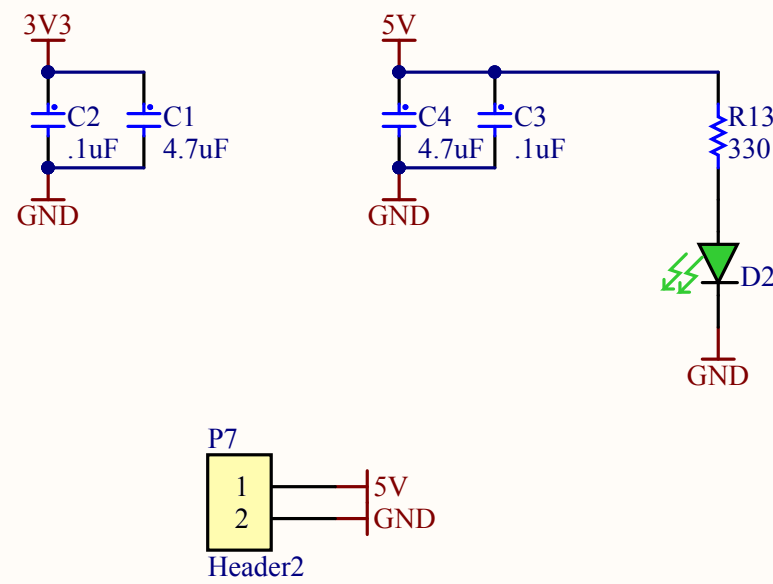 3V3
C2
.1uF
C1
4.7uF
GND
5V
C4
4.7uF
C3
.1uF
GND
R13
330
D2
GND
P7
1
2
5V
GND
Header2